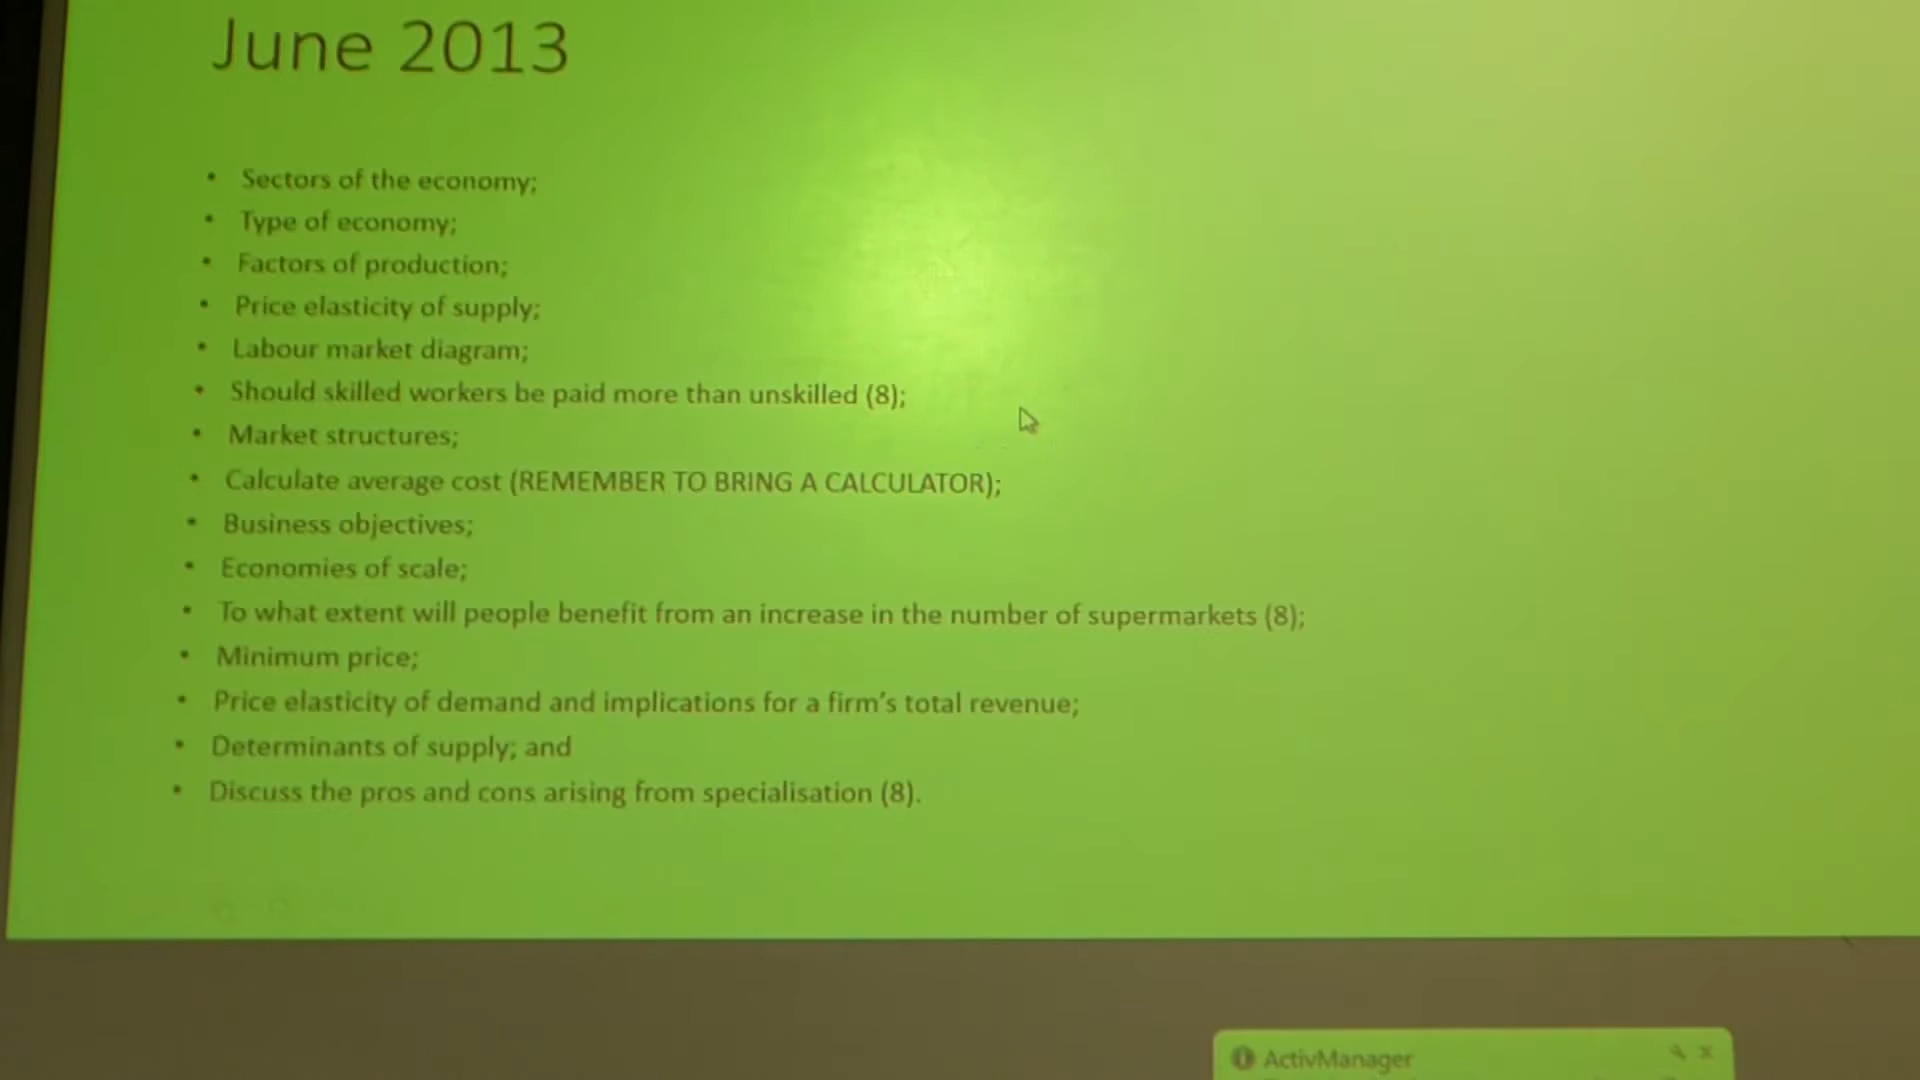 June 2013
• Sectors of the economy;
• Type of economy;
• Factors of production;
• Price elasticity of supply;
• Labour market diagram;
• Should skilled workers be paid more than unskilled (8);
• Market structures;
• Calculate average cost (REMEMBER TO BRING A CALCULATOR);
• Business objectives;
• Economies of scale;
• To what extent will people benefit from an increase in the number of supermarkets (8);
• Minimum price;
• Price elasticity of demand and implications for a firm's total revenue;
• Determinants of supply; and
• Discuss the pros and cons arising from specialisation (8).
ActivManager